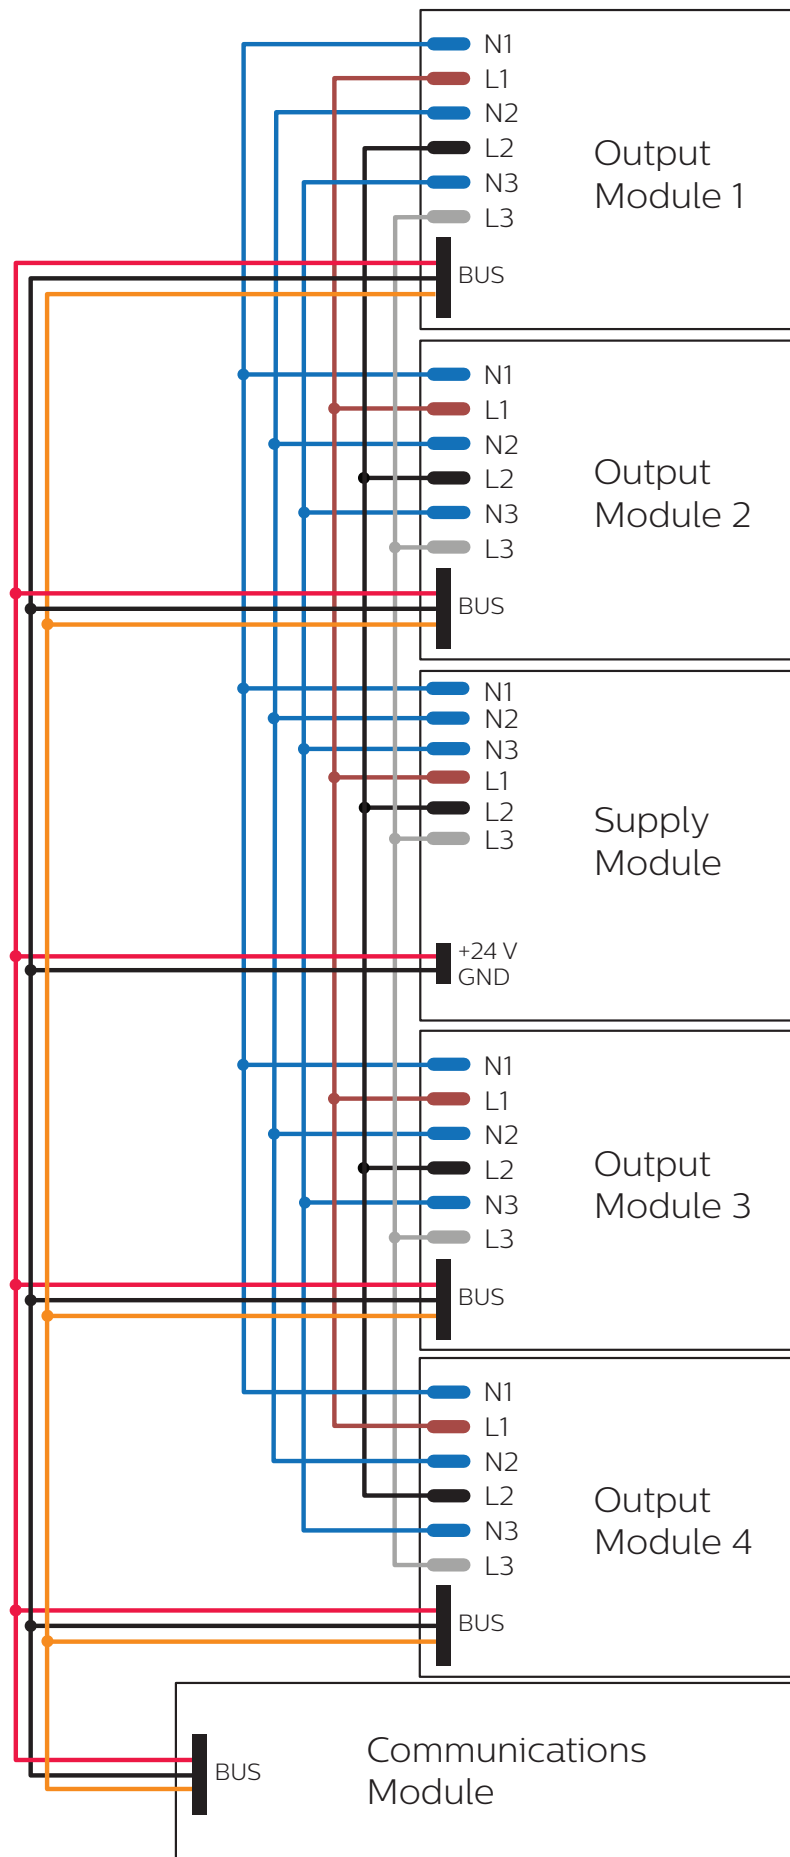 N1
L1
N2
L2
N3
L3
BUS
Output
Module 1
N1
L1
N2
L2
N3
L3
BUS
Output
Module 2
N1
N2
N3
L1
L2
L3
+24 V
GND
Supply
Module
N1
L1
N2
L2
N3
L3
BUS
Output
Module 3
N1
L1
N2
L2
N3
L3
BUS
Output
Module 4
BUS
Communications
Module